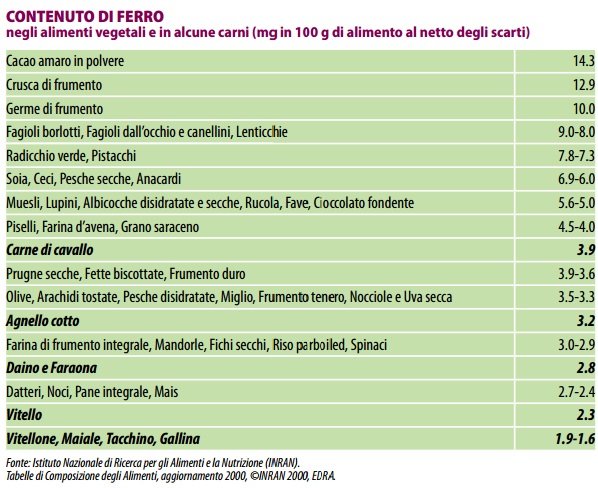 CONTENUTO DI FERRO
negli alimenti vegetali e in alcune carni (mg in 100 g di alimento al netto degli scarti)
Cacao amaro in polvere 14.3
Crusca di frumento 12.9
Germe di frumento 10.0
Fagioli borlotti, Fagioli dall'occhio e canellini, Lenticchie 9.0-8.0
Radicchio verde, Pistacchi 7.8-7.3
Soia, Ceci, Pesche secche, Anacardi 6.9-6.0
Muesli, Lupini, Albicocche disidratate e secche, Rucola, Fave, Cioccolato fondente 5.6-5.0
Piselli, Farina d'avena, Grano saraceno 4.5-4.0
Carne di cavallo 3.9
Prugne secche, Fette biscottate, Frumento duro 3.9-3.6
Olive, Arachidi tostate, Pesche disidratate, Miglio, Frumento tenero, Nocciole e Uva secca 3.5-3.3
Agnello cotto 3.2
Farina di frumento integrale, Mandorle, Fichi secchi, Riso parboiled, Spinaci 3.0-2.9
Daino e Faraona 2.8
Datteri, Noci, Pane integrale, Mais 2.7-2.4
Vitello 2.3
Vitellone, Maiale, Tacchino, Gallina 1.9-1.6
Fonte: Istituto Nazionale di Ricerca per gli Alimenti e la Nutrizione (INRAN).
Tabelle di Composizione degli Alimenti, aggiornamento 2000, ©INRAN 2000, EDRA.